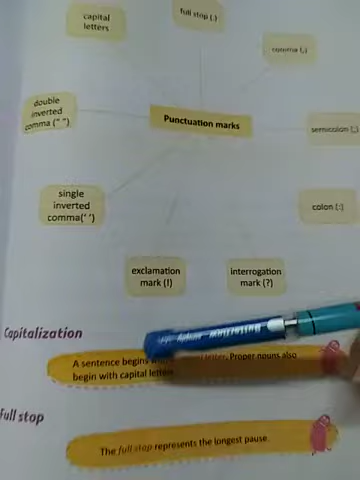 capital
letters
full stop (.)
comma (,)
double
inverted
comma (" ")
Punctuation marks
semicolon (;)
single
inverted
comma(' ')
colon (:)
exclamation
mark (!)
interrogation
mark (?)
Capitalization
A sentence begins letter. Proper nouns also
begin with capital letters
Full stop
The full stop represents the longest pause.